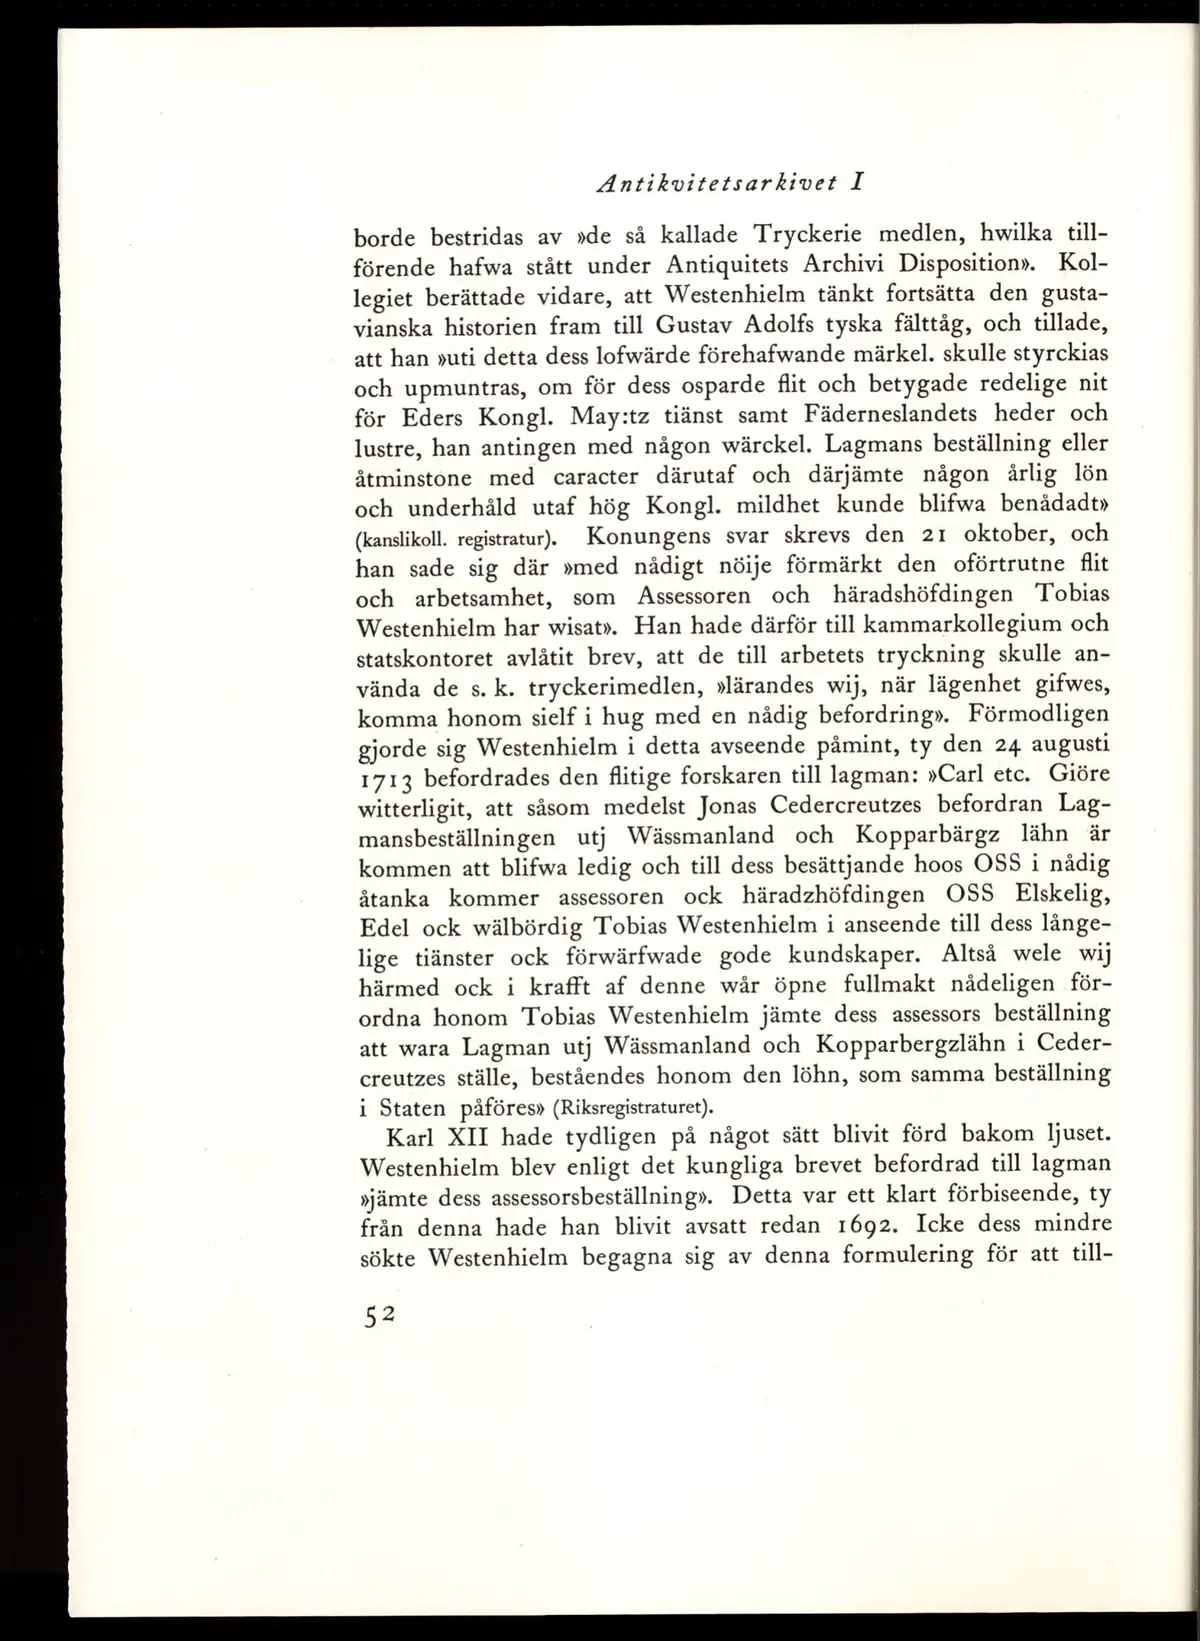 Antikvitetsarkivet I
borde bestridas av »de så kallade Tryckerie medlen, hwilka till-
förende hafwa stått under Antiquitets Archivi Disposition». Kol-
legiet berättade vidare, att Westenhielm tänkt fortsätta den gusta-
vianska historien fram till Gustav Adolfs tyska fälttåg, och tillade,
att han »uti detta dess lofwärde förehafwande märkel. skulle styrckias
och upmuntras, om för dess osparde flit och betygade redelige nit
för Eders Kongl. May:tz tiänst samt Fäderneslandets heder och
lustre, han antingen med någon wärckel. Lagmans beställning eller
åtminstone med caracter därutaf och därjämte någon årlig lön
och underhåld utaf hög Kongl. mildhet kunde blifwa benådadt»
(kanslikoll. registratur). Konungens svar skrevs den 21 oktober, och
han sade sig där »med nådigt nöije förmärkt den oförtrutne flit
och arbetsamhet, som Assessoren och häradshöfdingen Tobias
Westenhielm har wisat». Han hade därför till kammarkollegium och
statskontoret avlåtit brev, att de till arbetets tryckning skulle an-
vända de s. k. tryckerimedlen, »lärandes wij, när lägenhet gifwes,
komma honom sielf i hug med en nådig befordring». Förmodligen
gjorde sig Westenhielm i detta avseende påmint, ty den 24 augusti
1713 befordrades den flitige forskaren till lagman: »Carl etc. Giöre
witterligit, att såsom medelst Jonas Cedercreutzes befordran Lag-
mansbeställningen utj Wässmanland och Kopparbärgz lähn är
kommen att blifwa ledig och till dess besättjande hoos OSS i nådig
åtanka kommer assessoren ock häradzhöfdingen OSS Elskelig,
Edel ock wälbördig Tobias Westenhielm i anseende till dess långe-
lige tiänster ock förwärfwade gode kundskaper. Altså wele wij
härmed ock i krafft af denne wår öpne fullmakt nådeligen för-
ordna honom Tobias Westenhielm jämte dess assessors beställning
att wara Lagman utj Wässmanland och Kopparbergzlähn i Ceder-
creutzes ställe, beståendes honom den löhn, som samma beställning
i Staten påföres» (Riksregistraturet).
Karl XII hade tydligen på något sätt blivit förd bakom ljuset.
Westenhielm blev enligt det kungliga brevet befordrad till lagman
»jämte dess assessorsbeställning». Detta var ett klart förbiseende, ty
från denna hade han blivit avsatt redan 1692. Icke dess mindre
sökte Westenhielm begagna sig av denna formulering för att till-
52